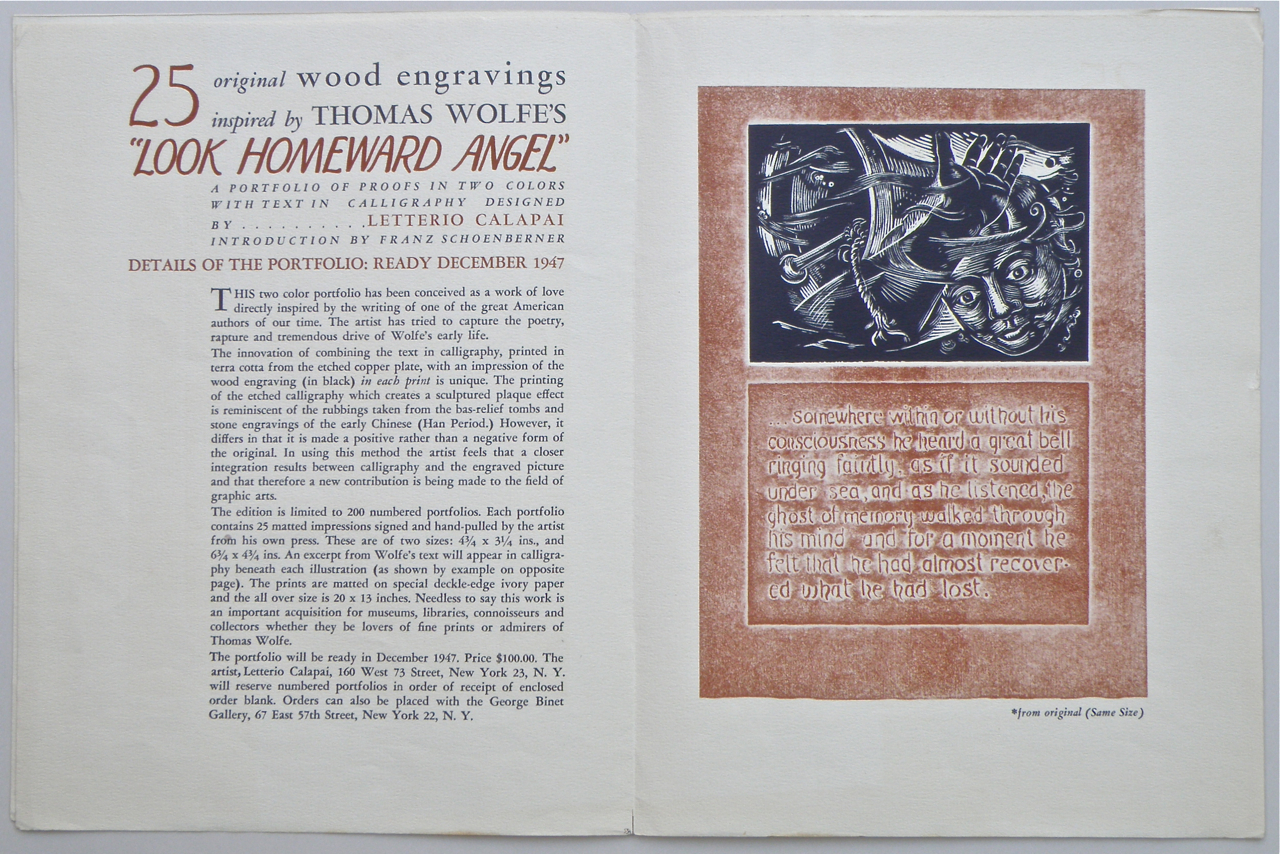 25 original wood engravings
inspired by THOMAS WOLFE'S
"LOOK HOMEWARD ANGEL"
A PORTFOLIO OF PROOFS IN TWO COLORS
WITH TEXT IN CALLIGRAPHY DESIGNED
BY . . . . . . . . . . LETTERIO CALAPAI
INTRODUCTION BY FRANZ SCHOENBERNER
DETAILS OF THE PORTFOLIO: READY DECEMBER 1947
THIS two color portfolio has been conceived as a work of love
directly inspired by the writing of one of the great American
authors of our time. The artist has tried to capture the poetry,
rapture and tremendous drive of Wolfe's early life.
The innovation of combining the text in calligraphy, printed in
terra cotta from the etched copper plate, with an impression of the
wood engraving (in black) in each print is unique. The printing
of the etched calligraphy which creates a sculptured plaque effect
is reminiscent of the rubbings taken from the bas-relief tombs and
stone engravings of the early Chinese (Han Period.) However, it
differs in that it is made a positive rather than a negative form of
the original. In using this method the artist feels that a closer
integration results between calligraphy and the engraved picture
and that therefore a new contribution is being made to the field of
graphic arts.
The edition is limited to 200 numbered portfolios. Each portfolio
contains 25 matted impressions signed and hand-pulled by the artist
from his own press. These are of two sizes: 4¾ x 3¼ ins., and
6¾ x 4¾ ins. An excerpt from Wolfe's text will appear in calligra-
phy beneath each illustration (as shown by example on opposite
page). The prints are matted on special deckle-edge ivory paper
and the all over size is 20 x 13 inches. Needless to say this work is
an important acquisition for museums, libraries, connoisseurs and
collectors whether they be lovers of fine prints or admirers of
Thomas Wolfe.
The portfolio will be ready in December 1947. Price $100.00. The
artist, Letterio Calapai, 160 West 73 Street, New York 23, N. Y.
will reserve numbered portfolios in order of receipt of enclosed
order blank. Orders can also be placed with the George Binet
Gallery, 67 East 57th Street, New York 22, N. Y.
... somewhere within or without his
consciousness he heard a great bell
ringing faintly, as if it sounded
under sea, and as he listened, the
ghost of memory walked through
his mind and for a moment he
felt that he had almost recover-
ed what he had lost.
*from original (Same Size)